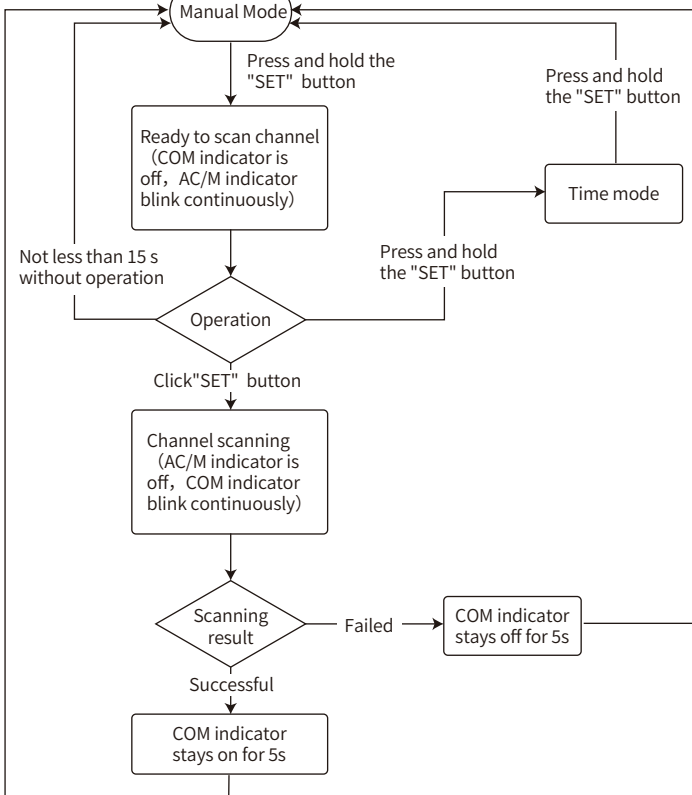 Manual Mode
Press and hold the
"SET" button
Press and hold
the "SET" button
Ready to scan channel
（COM indicator is
off，AC/M indicator
blink continuously）
Time mode
Not less than 15 s
without operation
Press and hold
the "SET" button
Operation
Click"SET" button
Channel scanning
（AC/M indicator is
off，COM indicator
blink continuously）
Scanning
result
Failed
COM indicator
stays off for 5s
Successful
COM indicator
stays on for 5s